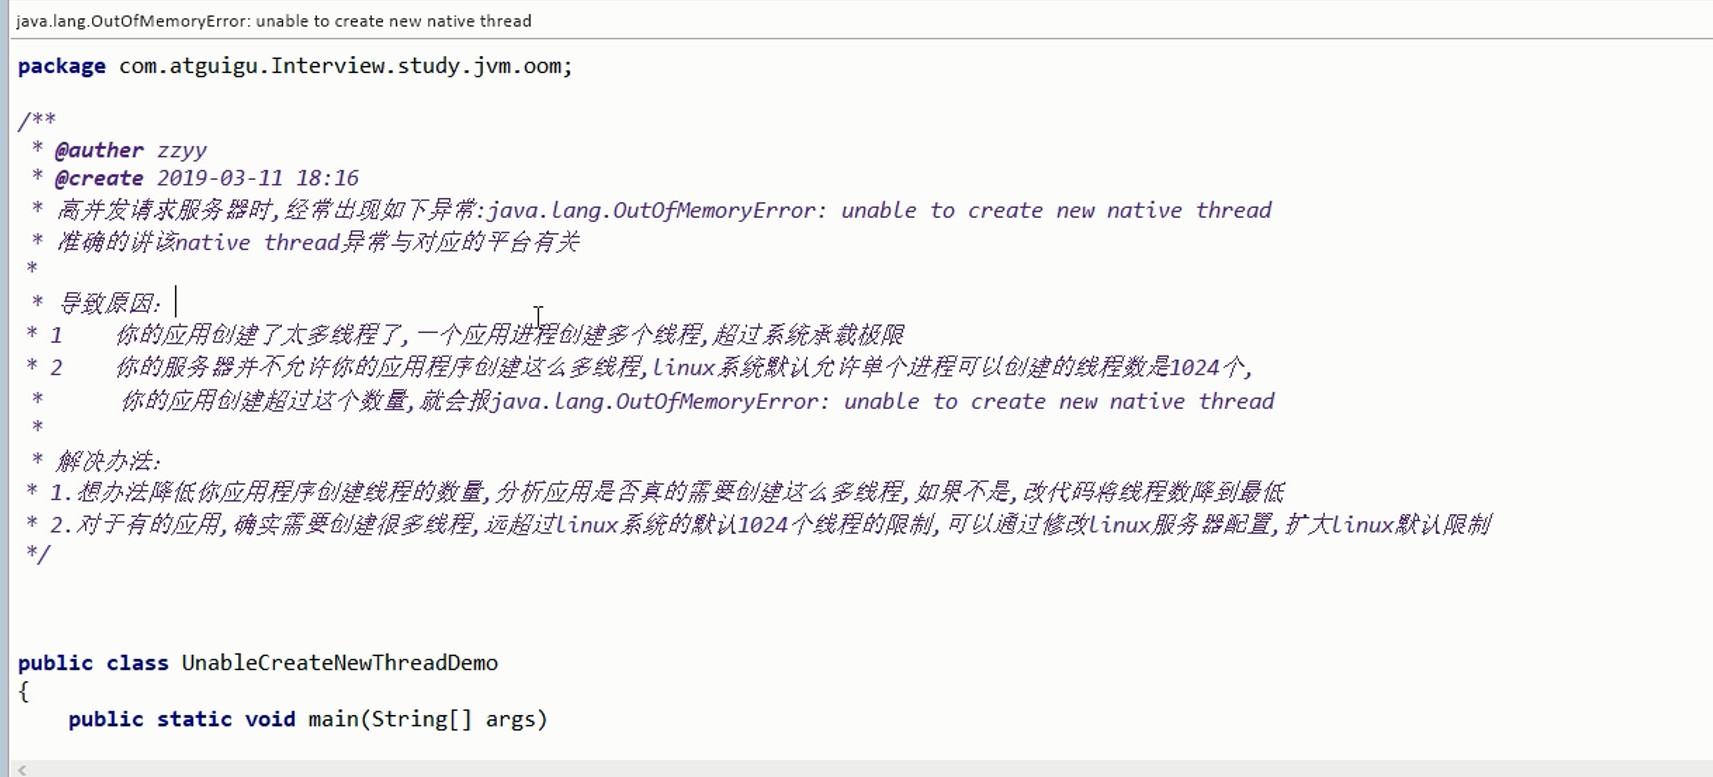 java.lang.OutOfMemoryError: unable to create new native thread
package com.atguigu.Interview.study.jvm.oom;
/**
* @auther zzyy
* @create 2019-03-11 18:16
* 高并发请求服务器时,经常出现如下异常:java.lang.OutOfMemoryError: unable to create new native thread
* 准确的讲该native thread异常与对应的平台有关
*
* 导致原因:
* 1 你的应用创建了太多线程了,一个应用进程创建多个线程,超过系统承载极限
* 2 你的服务器并不允许你的应用程序创建这么多线程,linux系统默认允许单个进程可以创建的线程数是1024个,
* 你的应用创建超过这个数量,就会报java.lang.OutOfMemoryError: unable to create new native thread
*
* 解决办法:
* 1.想办法降低你应用程序创建线程的数量,分析应用是否真的需要创建这么多线程,如果不是,改代码将线程数降到最低
* 2.对于有的应用,确实需要创建很多线程,远超过linux系统的默认1024个线程的限制,可以通过修改linux服务器配置,扩大linux默认限制
*/
public class UnableCreateNewThreadDemo
{
public static void main(String[] args)